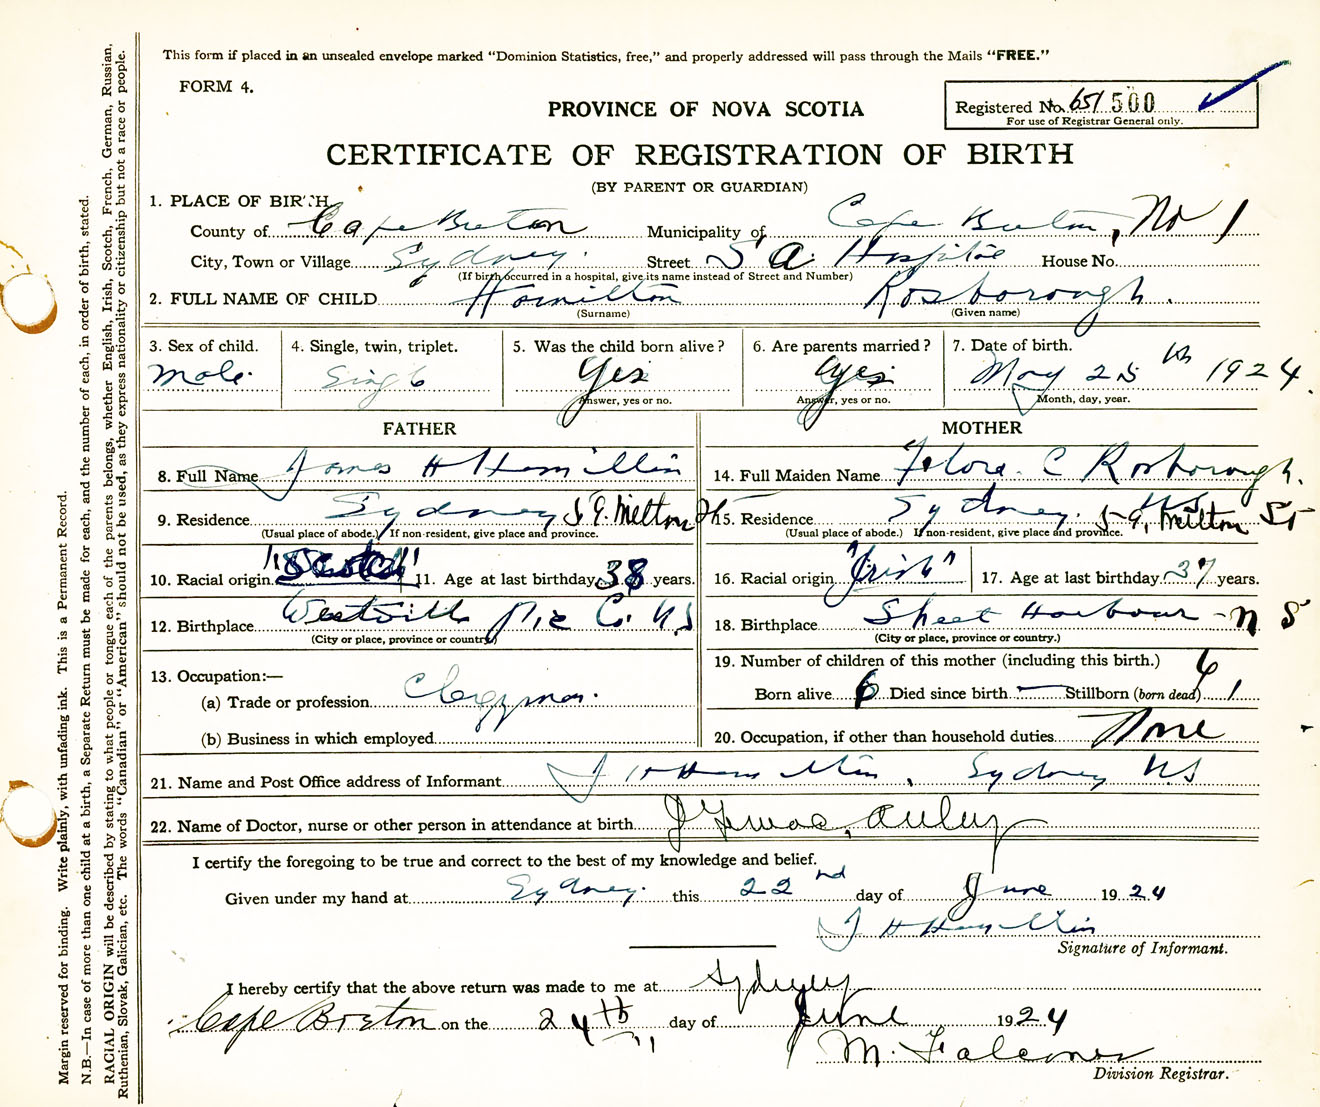 This form if placed in an unsealed envelope marked "Dominion Statistics, free," and properly addressed will pass through the Mails "FREE."
FORM 4.
Registered No. 651 500
For use of Registrar General only.
PROVINCE OF NOVA SCOTIA
CERTIFICATE OF REGISTRATION OF BIRTH
(BY PARENT OR GUARDIAN)
1. PLACE OF BIRTH
County of Cape Breton Municipality of Cape Breton, No 1
City, Town or Village Sydney. Street S A. Hospital House No.
(If birth occurred in a hospital, give its name instead of Street and Number)
2. FULL NAME OF CHILD Hamilton Rosborough.
(Surname) (Given name)
3. Sex of child. 4. Single, twin, triplet. 5. Was the child born alive? 6. Are parents married? 7. Date of birth.
Male. Single Yes Yes May 25th 1924.
Answer, yes or no. Answer, yes or no. Month, day, year.
FATHER MOTHER
8. Full Name James H Hamilton 14. Full Maiden Name Flora. C Rosborough.
9. Residence Sydney 59. Milton St 15. Residence Sydney. N S 59, Milton St
(Usual place of abode.) If non-resident, give place and province. (Usual place of abode.) If non-resident, give place and province.
10. Racial origin "Scotch" 11. Age at last birthday 38 years. 16. Racial origin "Irish" 17. Age at last birthday 37 years.
12. Birthplace Westville Pic Co. N.S 18. Birthplace Sheet Harbour - N S
(City or place, province or country) (City or place, province or country.)
13. Occupation:— 19. Number of children of this mother (including this birth.) 6
(a) Trade or profession Clergyman. Born alive 6 Died since birth — Stillborn (born dead) 1
(b) Business in which employed 20. Occupation, if other than household duties None
21. Name and Post Office address of Informant J H Hamilton, Sydney N S
22. Name of Doctor, nurse or other person in attendance at birth
I certify the foregoing to be true and correct to the best of my knowledge and belief.
Given under my hand at Sydney. this 22nd day of June 1924
J H Hamilton
Signature of Informant.
I hereby certify that the above return was made to me at Sydney
Cape Breton on the 24th day of June 1924
M. Falconer
Division Registrar.
Margin reserved for binding. Write plainly, with unfading ink. This is a Permanent Record.
N.B.—In case of more than one child at a birth, a Separate Return must be made for each, and the number of each, in order of birth, stated.
RACIAL ORIGIN will be described by stating to what people or tongue each of the parents belongs, whether English, Irish, Scotch, French, German, Russian,
Ruthenian, Slovak, Galician, etc. The words "Canadian" or "American" should not be used, as they express nationality or citizenship but not a race or people.